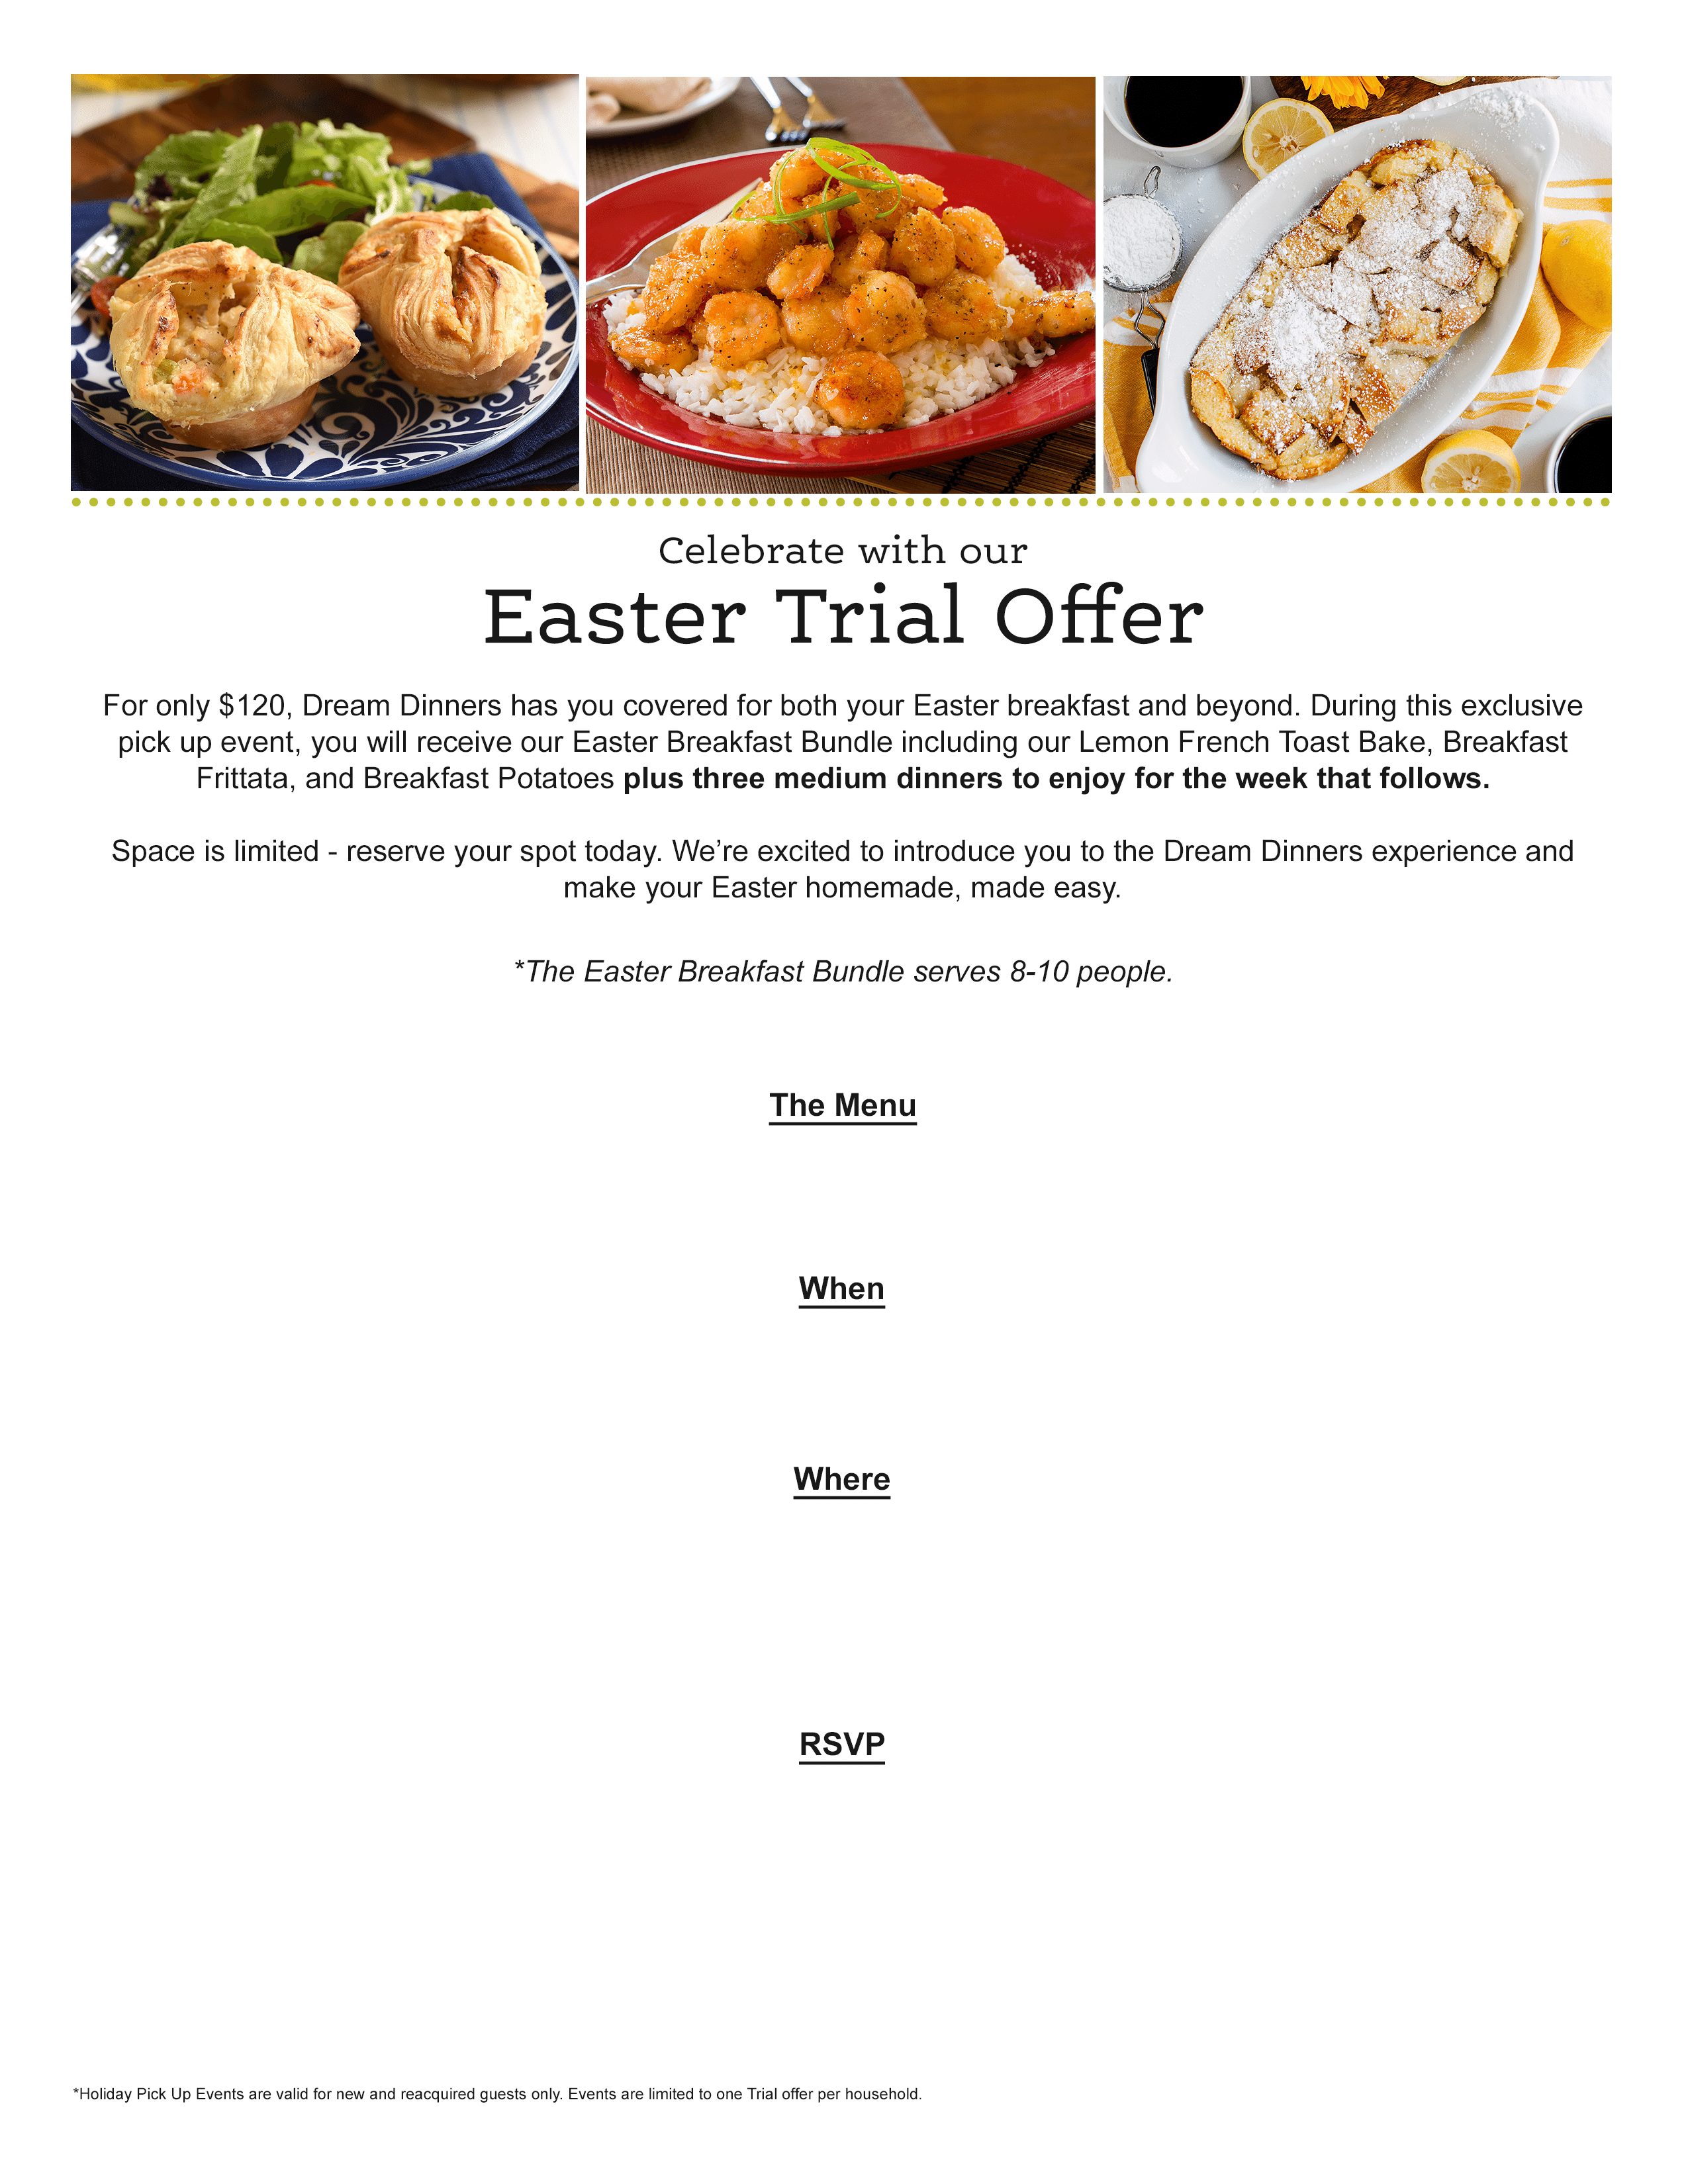 Celebrate with our
Easter Trial Offer
For only $120, Dream Dinners has you covered for both your Easter breakfast and beyond. During this exclusive
pick up event, you will receive our Easter Breakfast Bundle including our Lemon French Toast Bake, Breakfast
Frittata, and Breakfast Potatoes plus three medium dinners to enjoy for the week that follows.
Space is limited - reserve your spot today. We’re excited to introduce you to the Dream Dinners experience and
make your Easter homemade, made easy.
*The Easter Breakfast Bundle serves 8-10 people.
The Menu
When
Where
RSVP
*Holiday Pick Up Events are valid for new and reacquired guests only. Events are limited to one Trial offer per household.